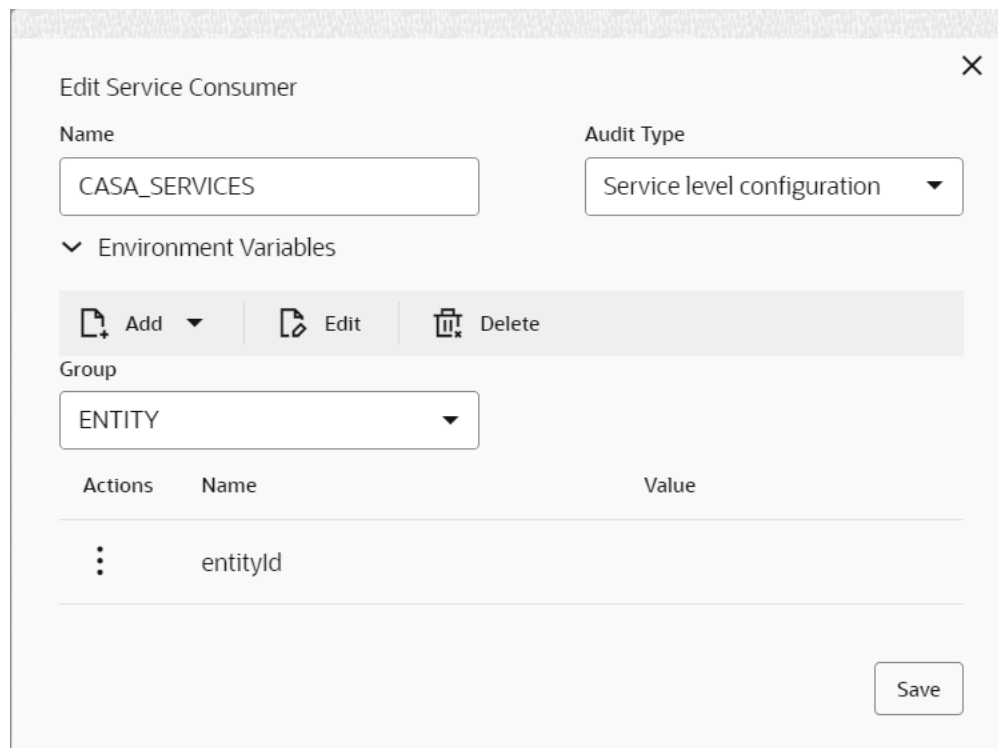 Edit Service Consumer
Name Audit Type
CASA_SERVICES Service level configuration
Environment Variables
Add Edit Delete
Group
ENTITY
Actions Name Value
entityId
Save